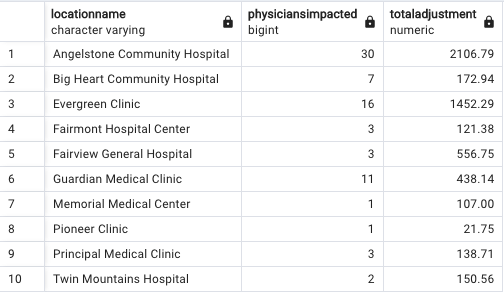 locationname physiciansimpacted totaladjustment
character varying bigint numeric
1 Angelstone Community Hospital 30 2106.79
2 Big Heart Community Hospital 7 172.94
3 Evergreen Clinic 16 1452.29
4 Fairmont Hospital Center 3 121.38
5 Fairview General Hospital 3 556.75
6 Guardian Medical Clinic 11 438.14
7 Memorial Medical Center 1 107.00
8 Pioneer Clinic 1 21.75
9 Principal Medical Clinic 3 138.71
10 Twin Mountains Hospital 2 150.56